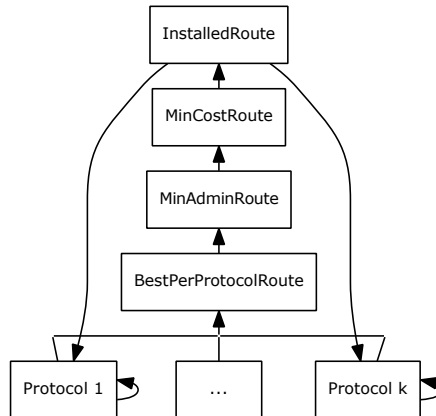 InstalledRoute
MinCostRoute
MinAdminRoute
BestPerProtocolRoute
Protocol 1
...
Protocol k